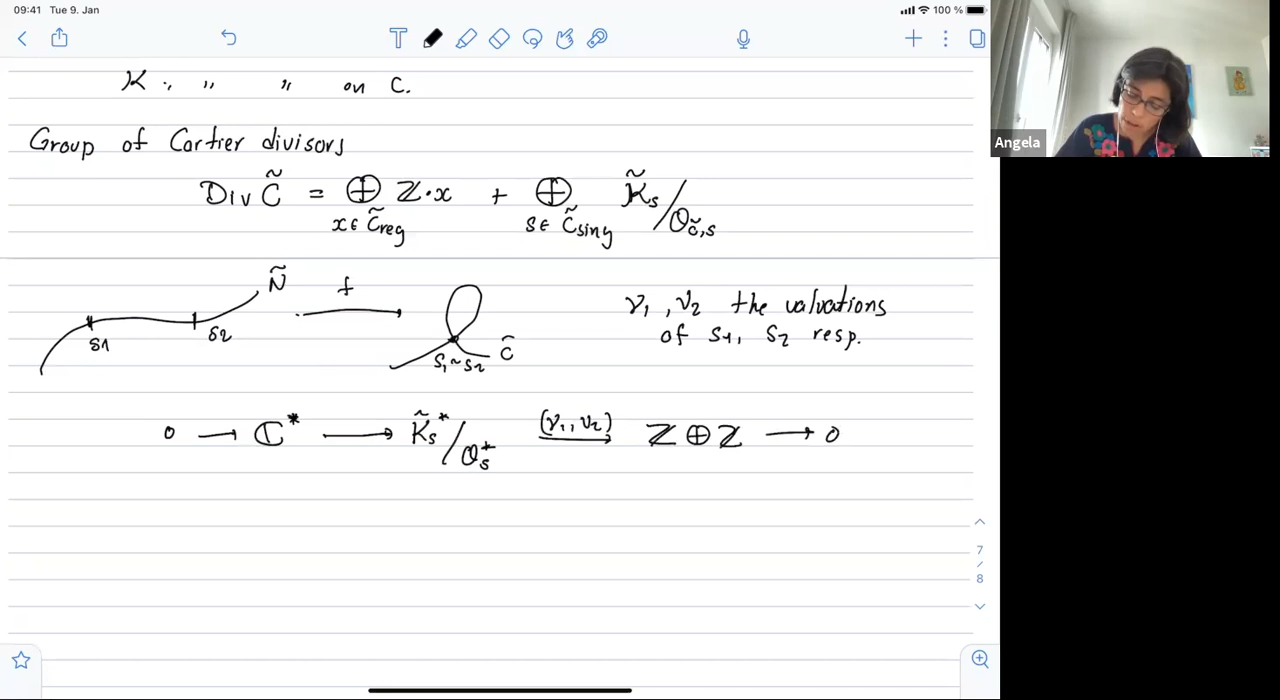 09:41 Tue 9. Jan 100 %
T
K : " " on C.
Angela
Group of Cartier divisors
Div C̃ = ⊕ ℤ·x + ⊕ K̃s / O C̃,s
x ∈ C̃reg s ∈ C̃sing
Ñ f ν1, ν2 the valuations
s1 s2 s1 ~ s2 C̃ of s1, s2 resp.
0 → ℂ* → K̃s* / Os* (ν1, ν2) → ℤ ⊕ ℤ → 0
7
/
8